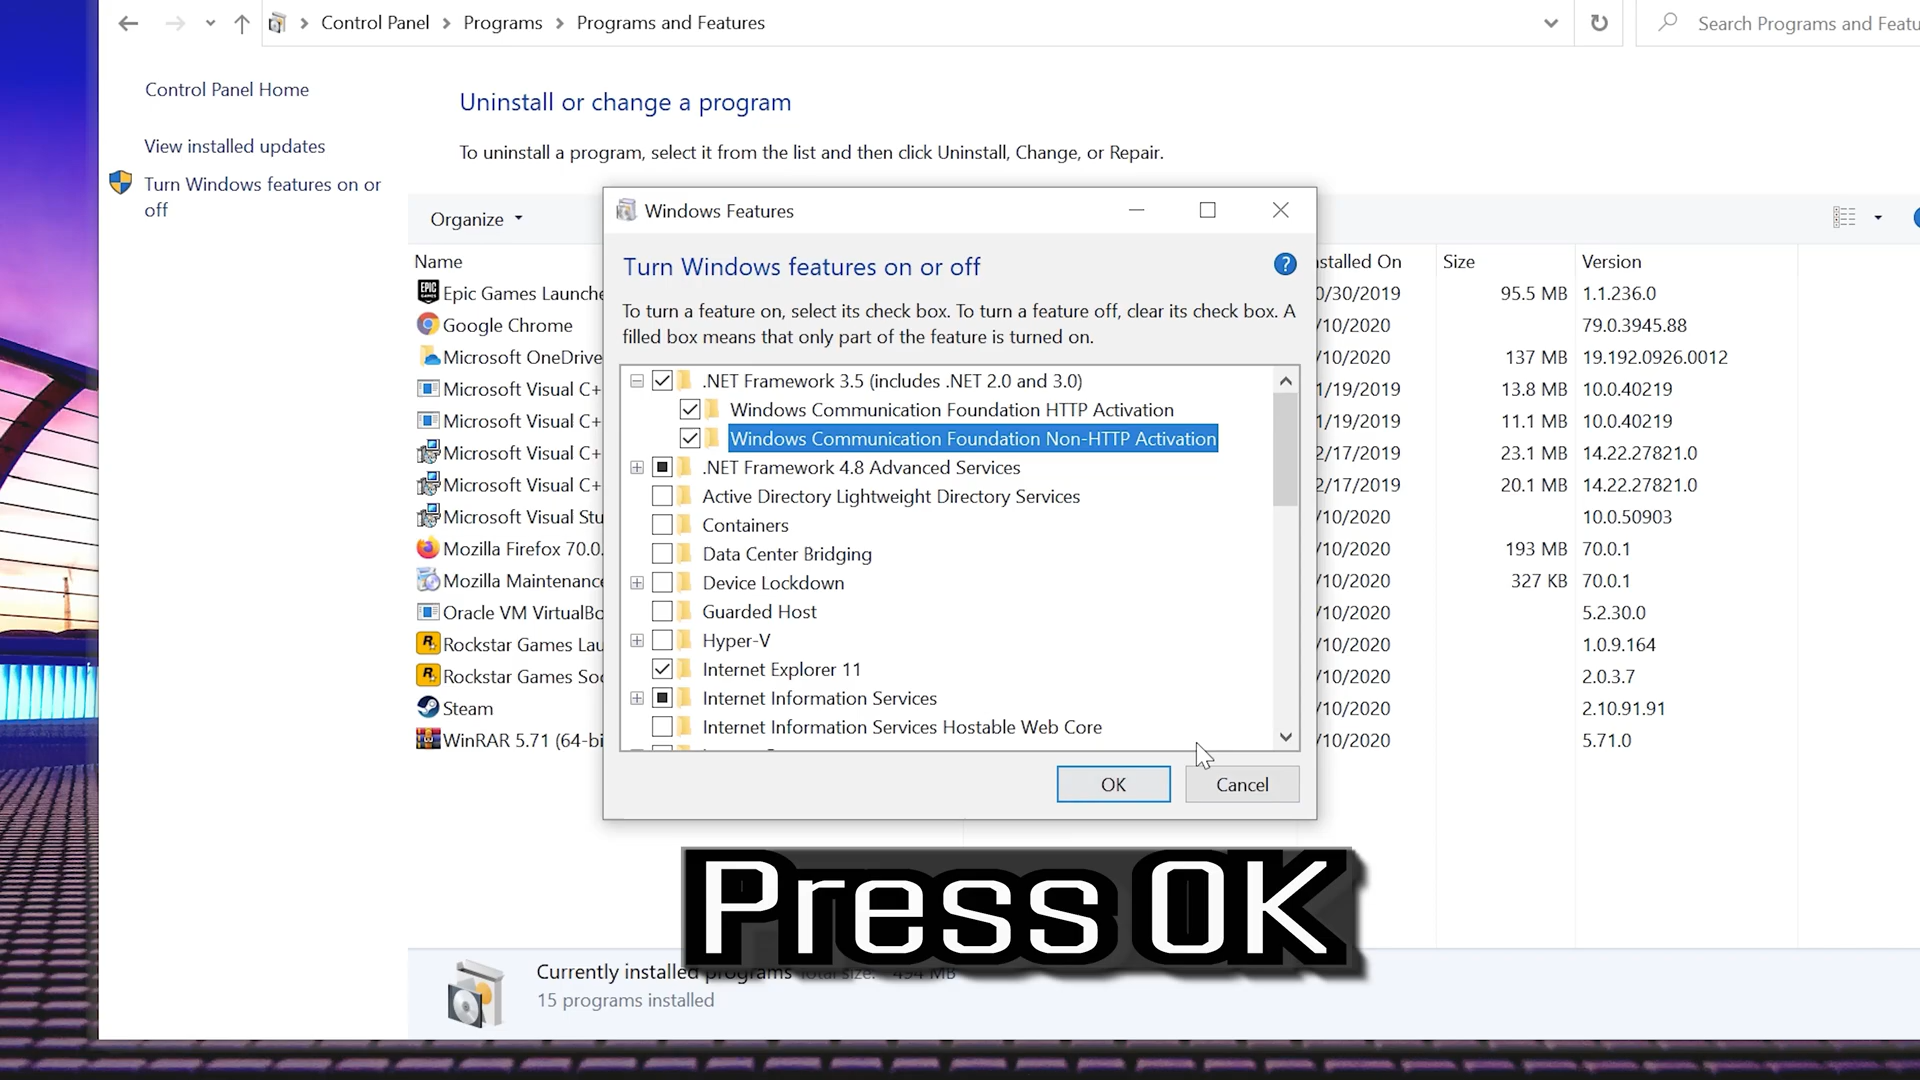 Control Panel > Programs > Programs and Features
Search Programs and Featu
Control Panel Home
View installed updates
Turn Windows features on or
off
Uninstall or change a program
To uninstall a program, select it from the list and then click Uninstall, Change, or Repair.
Organize
Name
stalled On Size Version
Epic Games Launche 0/30/2019 95.5 MB 1.1.236.0
Google Chrome /10/2020 79.0.3945.88
Microsoft OneDrive /10/2020 137 MB 19.192.0926.0012
Microsoft Visual C+ 1/19/2019 13.8 MB 10.0.40219
Microsoft Visual C+ 1/19/2019 11.1 MB 10.0.40219
Microsoft Visual C+ 2/17/2019 23.1 MB 14.22.27821.0
Microsoft Visual C+ 2/17/2019 20.1 MB 14.22.27821.0
Microsoft Visual Stu /10/2020 10.0.50903
Mozilla Firefox 70.0. /10/2020 193 MB 70.0.1
Mozilla Maintenance /10/2020 327 KB 70.0.1
Oracle VM VirtualBo /10/2020 5.2.30.0
Rockstar Games Lau /10/2020 1.0.9.164
Rockstar Games Soc /10/2020 2.0.3.7
Steam /10/2020 2.10.91.91
WinRAR 5.71 (64-bi /10/2020 5.71.0
Windows Features
Turn Windows features on or off
To turn a feature on, select its check box. To turn a feature off, clear its check box. A
filled box means that only part of the feature is turned on.
.NET Framework 3.5 (includes .NET 2.0 and 3.0)
Windows Communication Foundation HTTP Activation
Windows Communication Foundation Non-HTTP Activation
.NET Framework 4.8 Advanced Services
Active Directory Lightweight Directory Services
Containers
Data Center Bridging
Device Lockdown
Guarded Host
Hyper-V
Internet Explorer 11
Internet Information Services
Internet Information Services Hostable Web Core
OK Cancel
Press OK
Currently installed programs Total size: 494 MB
15 programs installed